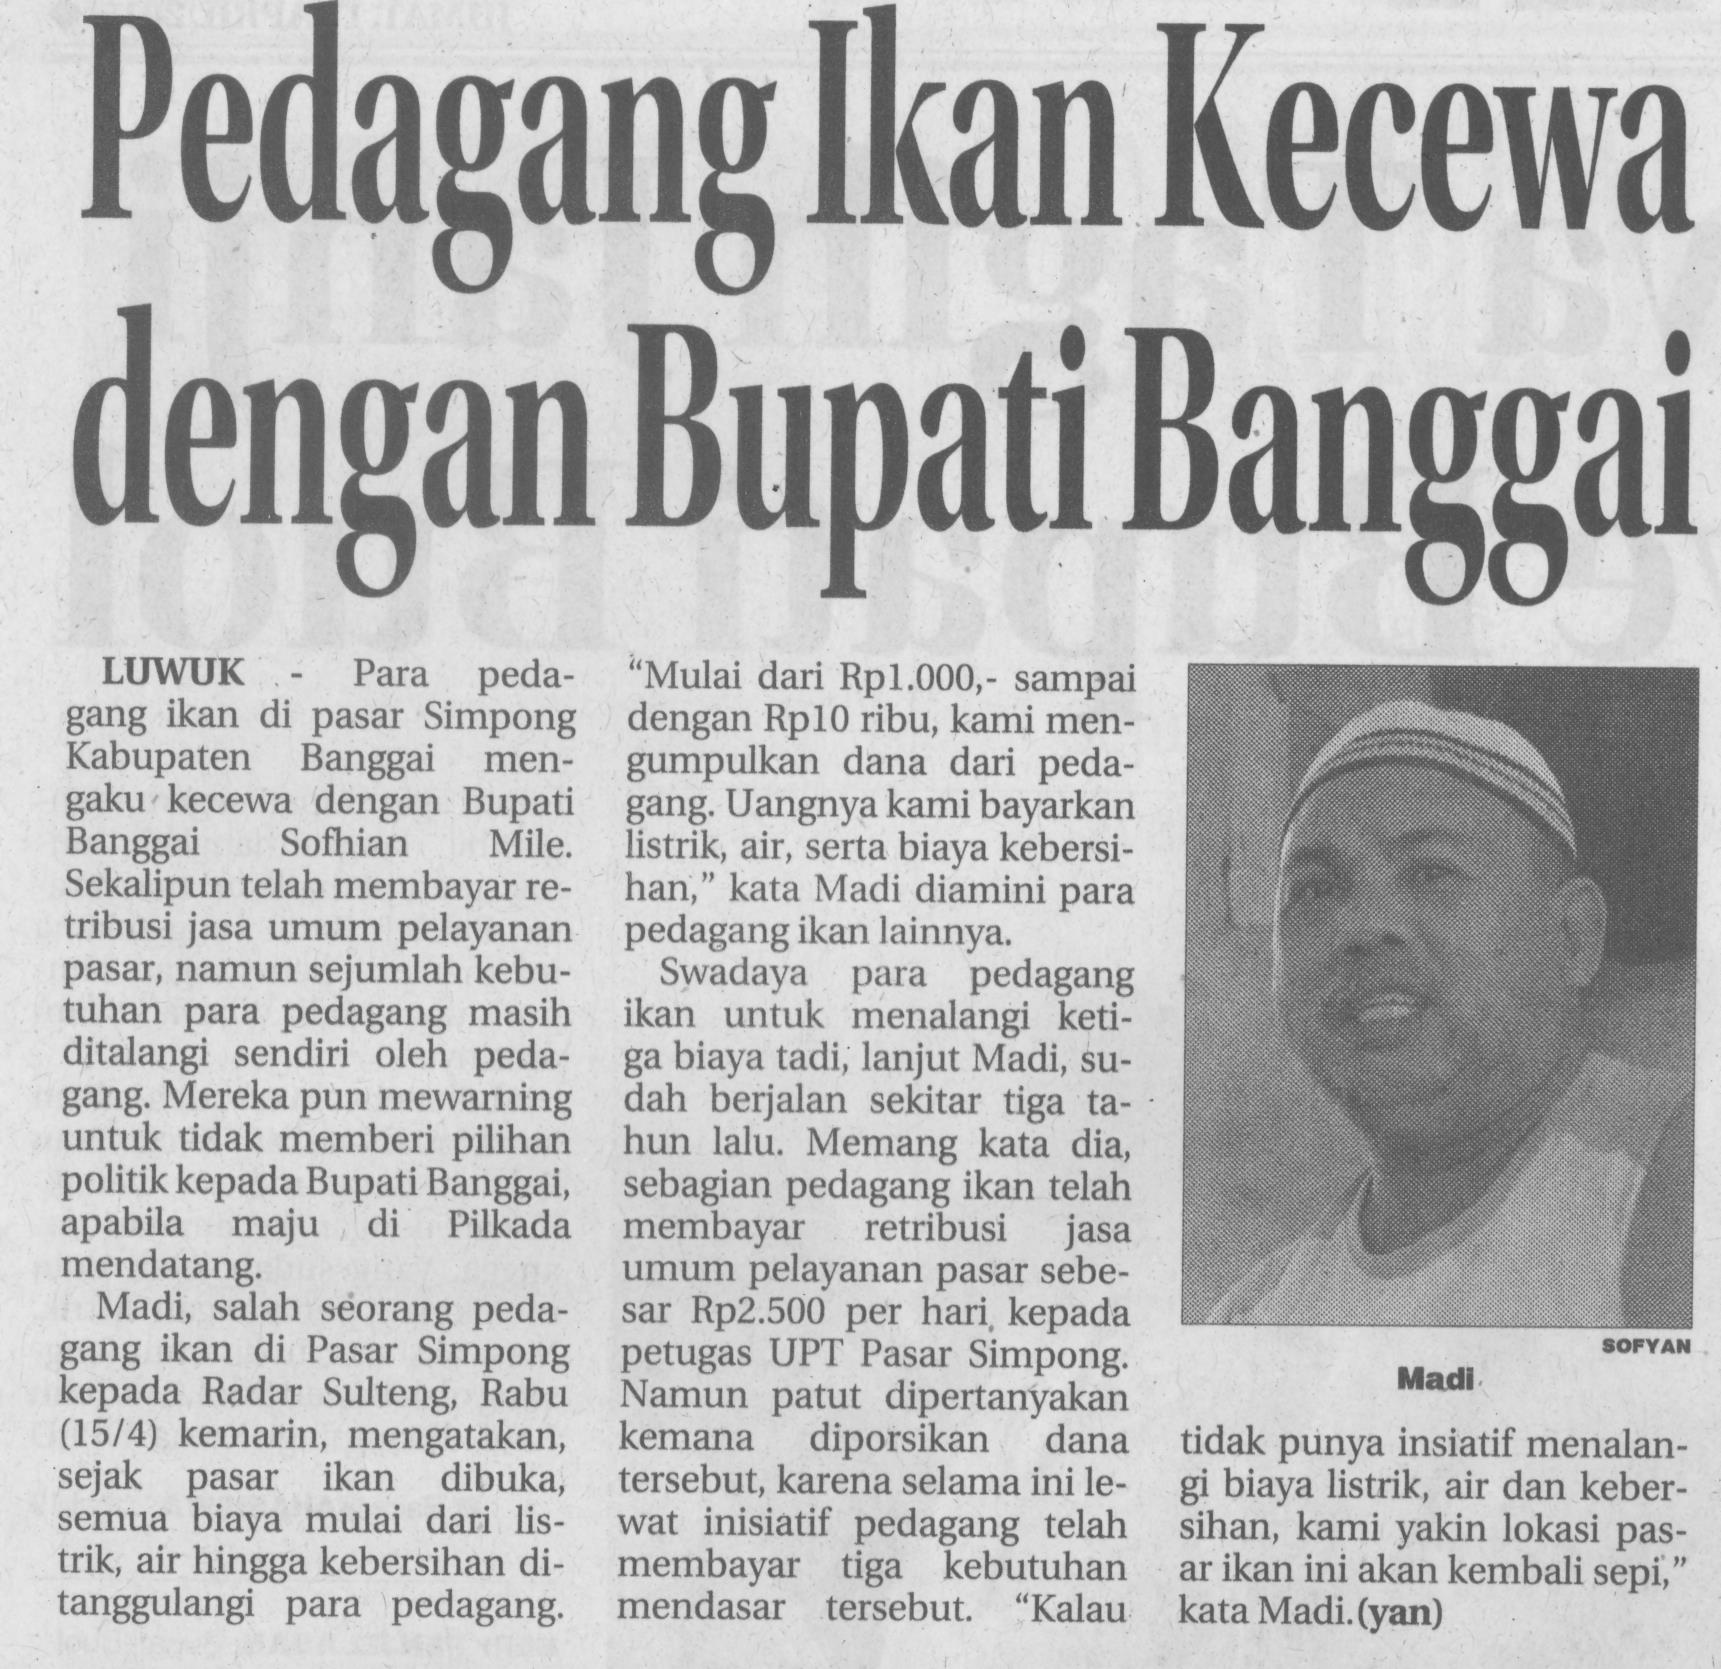 Pedagang Ikan Kecewa
dengan Bupati Banggai
LUWUK - Para peda-
gang ikan di pasar Simpong
Kabupaten Banggai men-
gaku kecewa dengan Bupati
Banggai Sofhian Mile.
Sekalipun telah membayar re-
tribusi jasa umum pelayanan
pasar, namun sejumlah kebu-
tuhan para pedagang masih
ditalangi sendiri oleh peda-
gang. Mereka pun mewarning
untuk tidak memberi pilihan
politik kepada Bupati Banggai,
apabila maju di Pilkada
mendatang.
Madi, salah seorang peda-
gang ikan di Pasar Simpong
kepada Radar Sulteng, Rabu
(15/4) kemarin, mengatakan,
sejak pasar ikan dibuka,
semua biaya mulai dari lis-
trik, air hingga kebersihan di-
tanggulangi para pedagang.
“Mulai dari Rp1.000,- sampai
dengan Rp10 ribu, kami men-
gumpulkan dana dari peda-
gang. Uangnya kami bayarkan
listrik, air, serta biaya kebersi-
han,” kata Madi diamini para
pedagang ikan lainnya.
Swadaya para pedagang
ikan untuk menalangi keti-
ga biaya tadi, lanjut Madi, su-
dah berjalan sekitar tiga ta-
hun lalu. Memang kata dia,
sebagian pedagang ikan telah
membayar retribusi jasa
umum pelayanan pasar sebe-
sar Rp2.500 per hari kepada
petugas UPT Pasar Simpong.
Namun patut dipertanyakan
kemana diporsikan dana
tersebut, karena selama ini le-
wat inisiatif pedagang telah
membayar tiga kebutuhan
mendasar tersebut. “Kalau
SOFYAN
Madi
tidak punya insiatif menalan-
gi biaya listrik, air dan keber-
sihan, kami yakin lokasi pas-
ar ikan ini akan kembali sepi,”
kata Madi.(yan)